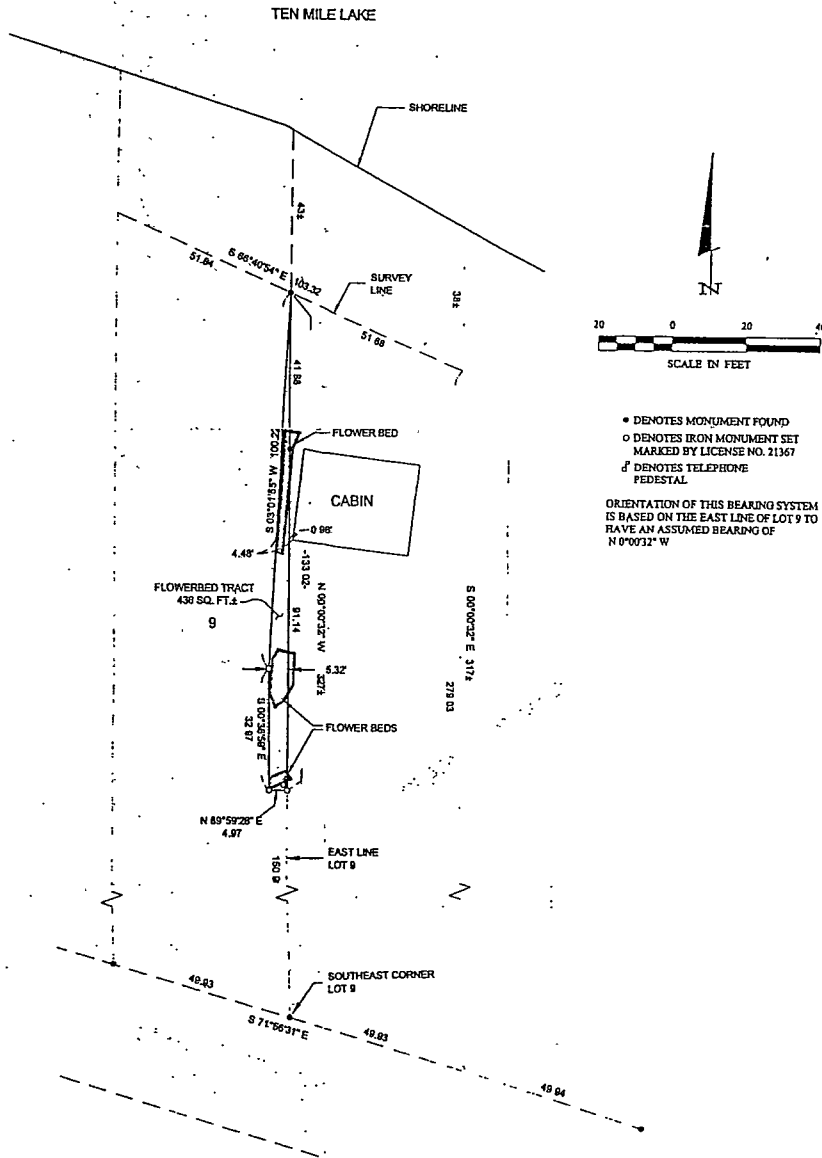 TEN MILE LAKE
SHORELINE
43±
S 66°40'54" E 103.32
51.84
SURVEY
LINE
38±
51.68
N
20 0 20
SCALE IN FEET
41.88
FLOWER BED
DENOTES MONUMENT FOUND
DENOTES IRON MONUMENT SET
MARKED BY LICENSE NO. 21367
DENOTES TELEPHONE
PEDESTAL
CABIN
ORIENTATION OF THIS BEARING SYSTEM
IS BASED ON THE EAST LINE OF LOT 9 TO
HAVE AN ASSUMED BEARING OF
N 0°00'32" W
0.96'
4.48'
133.02
FLOWERBED TRACT
438 SQ. FT.±
9
N 00°00'32" W
91.14
327±
S 00°00'32" E 317±
279.03
5.32'
32.97
FLOWER BEDS
N 89°59'28" E
4.97
EAST LINE
LOT 9
SOUTHEAST CORNER
LOT 9
49.93
S 71°56'31" E
49.93
49.94